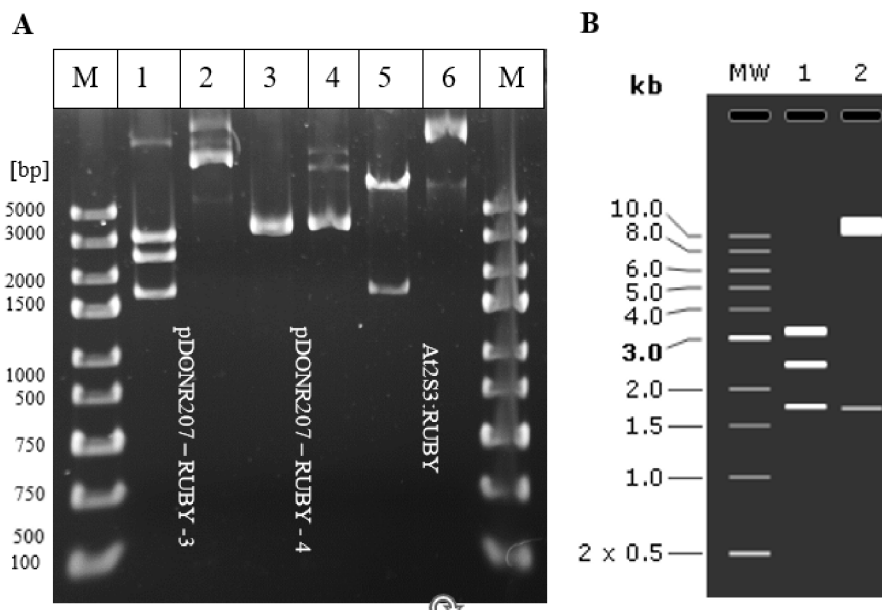 A
M 1 2 3 4 5 6 M
[bp]
5000
3000
2000
1500
1000
500
750
750
500
100
pDONR207 – RUBY -3
pDONR207 – RUBY - 4
At2S3:RUBY
B
kb
MW 1 2
10.0
8.0
6.0
5.0
4.0
3.0
2.0
1.5
1.0
2 x 0.5